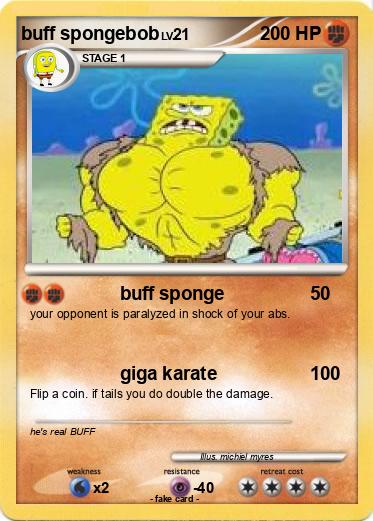 buff spongebob LV21 200 HP
STAGE 1
buff sponge 50
your opponent is paralyzed in shock of your abs.
giga karate 100
Flip a coin. if tails you do double the damage.
he's real BUFF
Illus. michiel myres
weakness resistance retreat cost
x2 -40
- fake card -